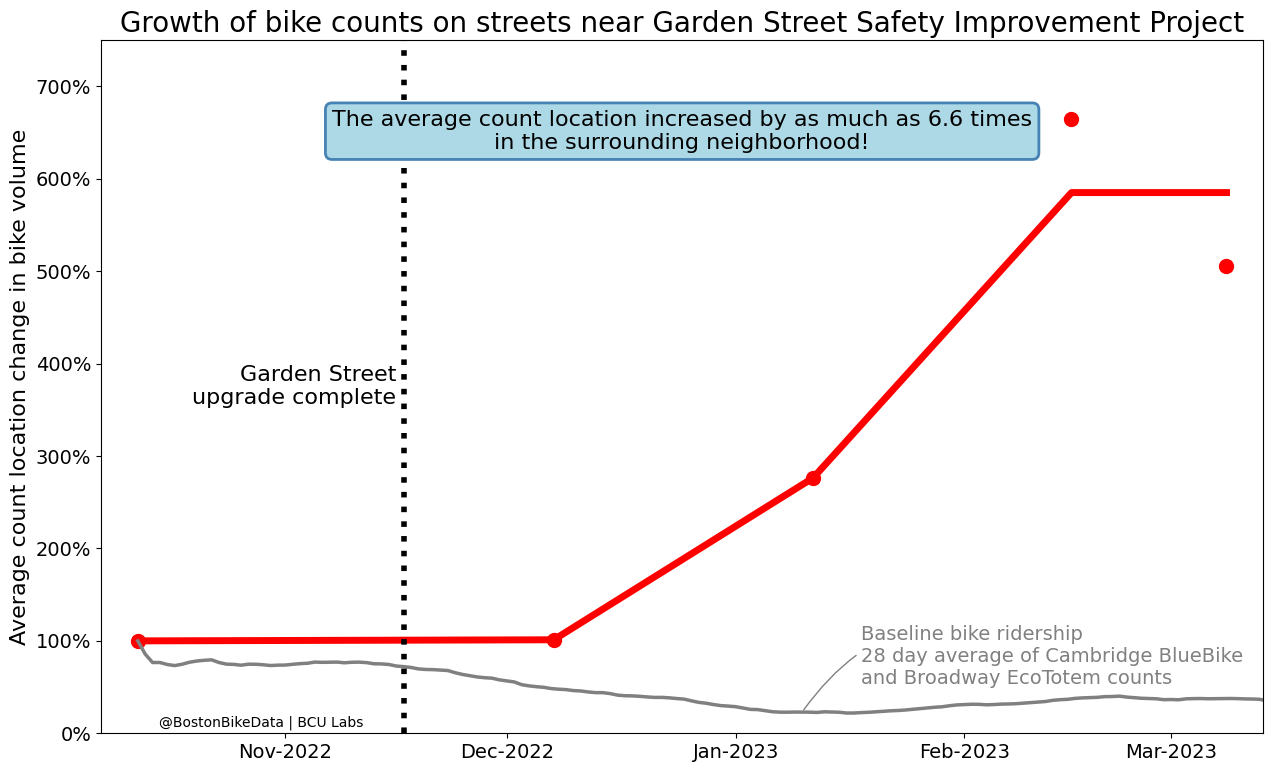 Growth of bike counts on streets near Garden Street Safety Improvement Project
Average count location change in bike volume
700%
600%
500%
400%
300%
200%
100%
0%
The average count location increased by as much as 6.6 times
in the surrounding neighborhood!
Garden Street
upgrade complete
Baseline bike ridership
28 day average of Cambridge BlueBike
and Broadway EcoTotem counts
@BostonBikeData | BCU Labs
Nov-2022
Dec-2022
Jan-2023
Feb-2023
Mar-2023